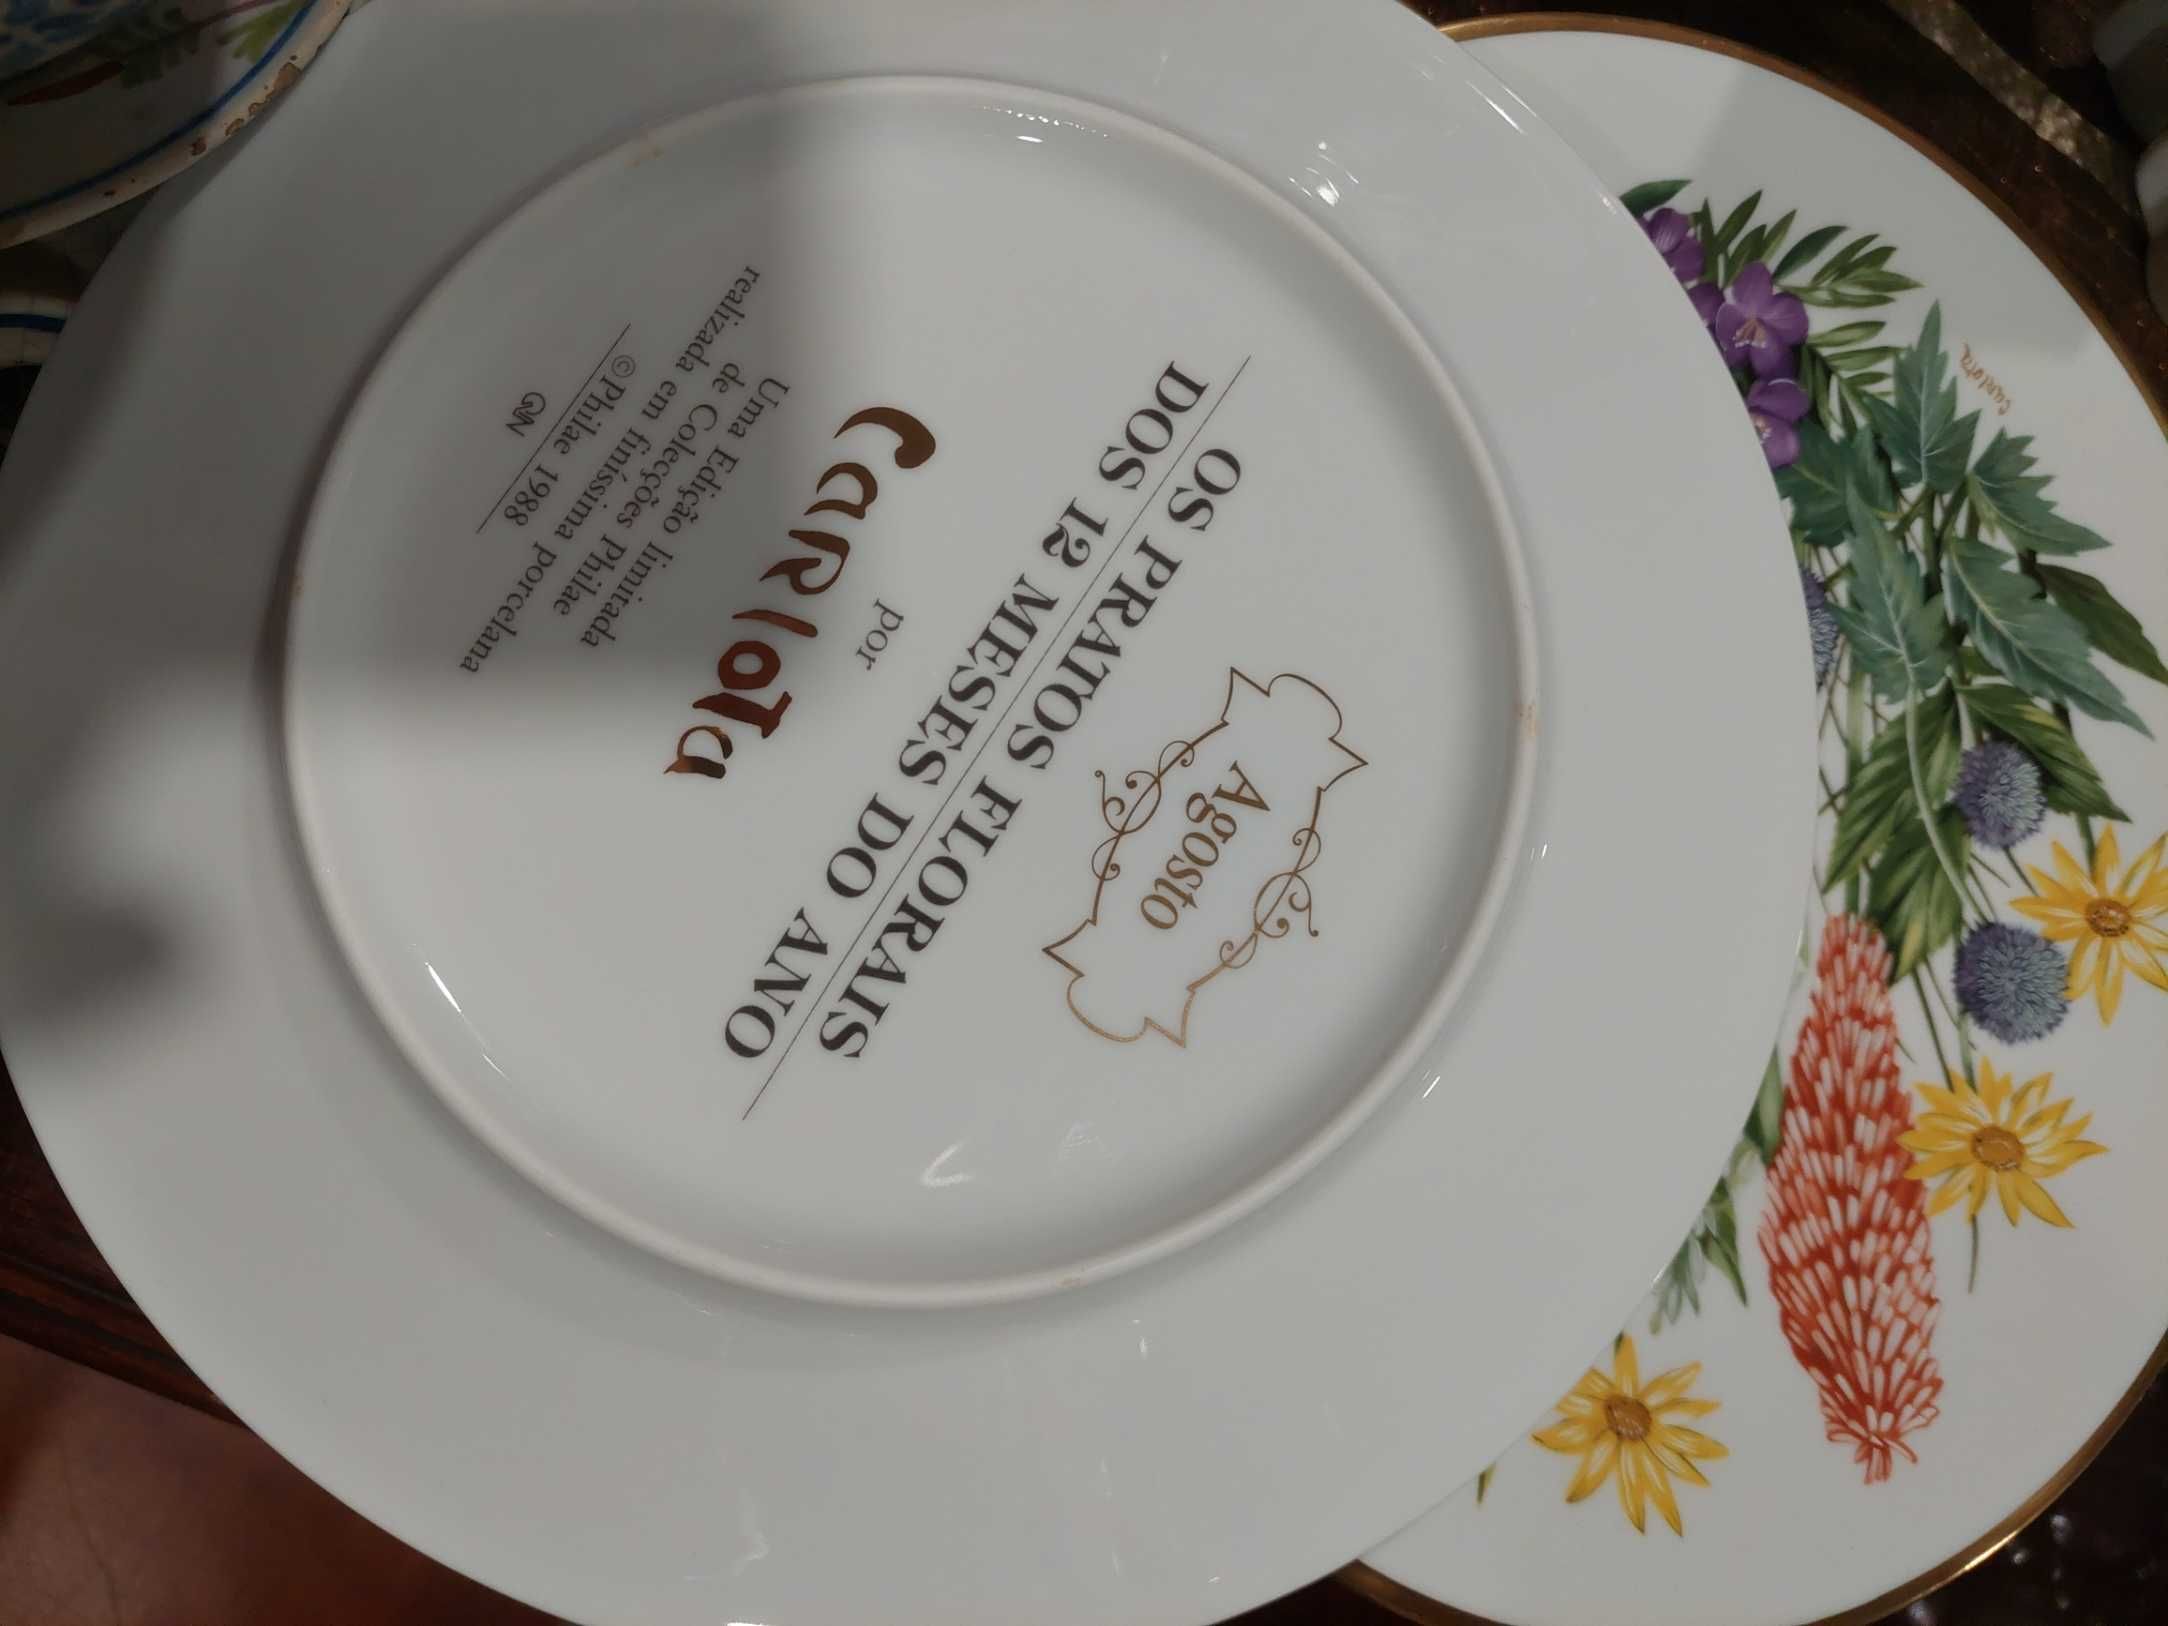 Agosto
OS PRATOS FLORAIS
DOS 12 MESES DO ANO
por
CARLOTA
Uma Edição limitada
de Colecções Philae
realizada em finíssima porcelana
©Philae 1988
Carlota